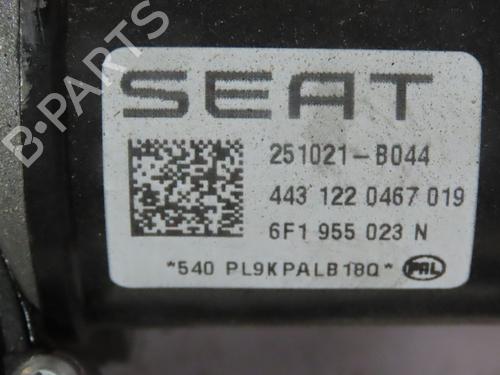 SEAT
251021-B044
443 122 0467 019
6F1 955 023 N
*540 PL9KPALB18Q* PAL
B-PARTS